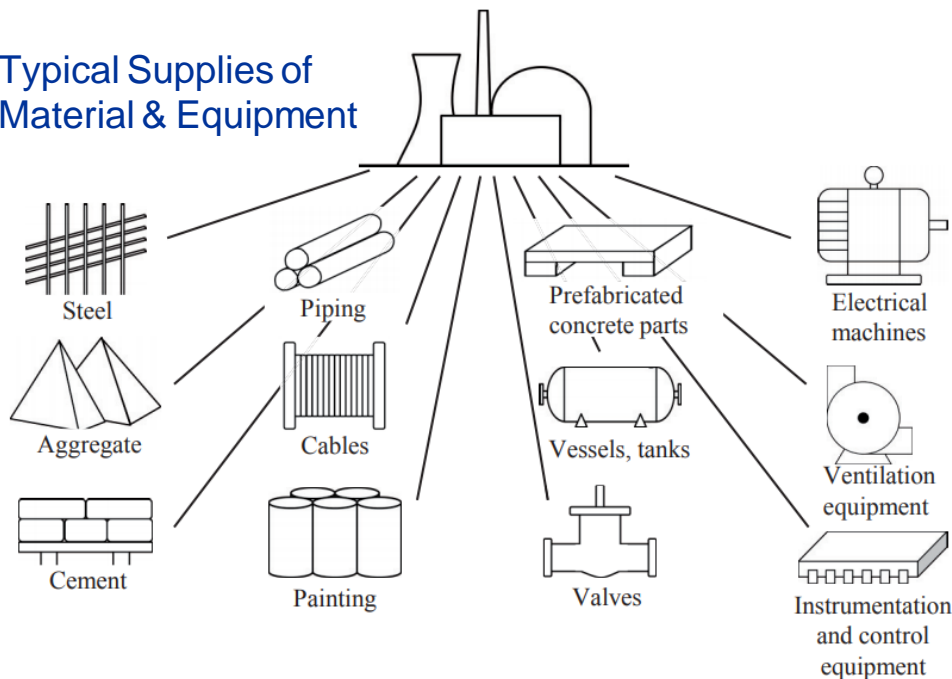 Typical Supplies of
Material & Equipment
Steel
Piping
Prefabricated
concrete parts
Electrical
machines
Aggregate
Cables
Vessels, tanks
Ventilation
equipment
Cement
Painting
Valves
Instrumentation
and control
equipment